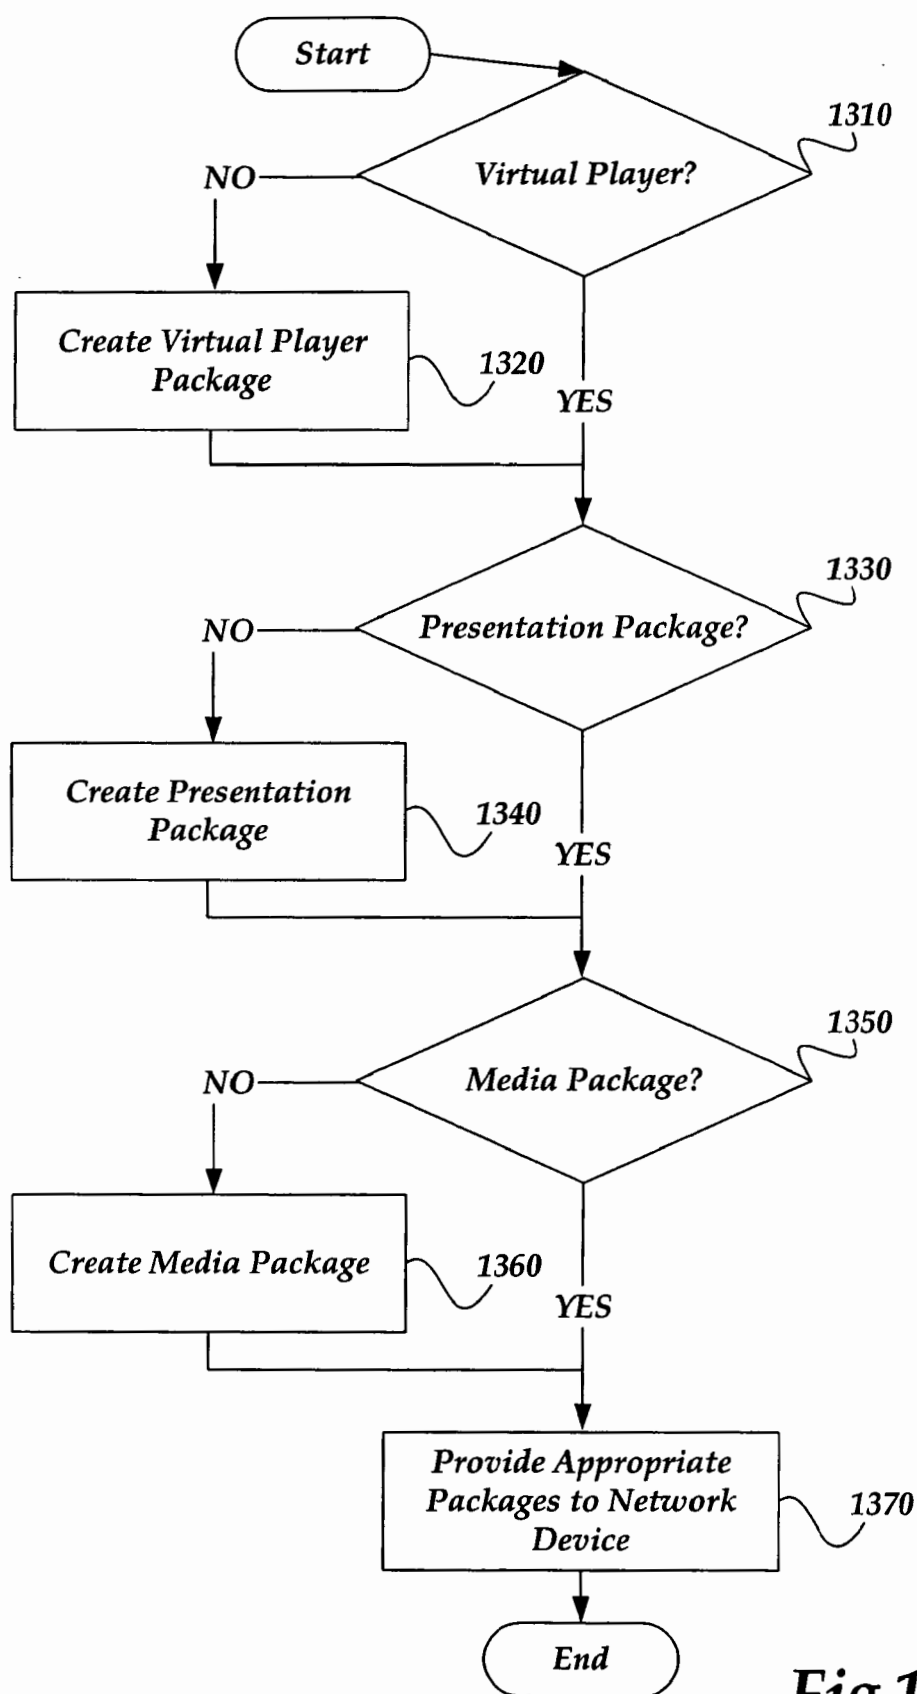 Start
1310
Virtual Player?
NO
Create Virtual Player
Package
1320
YES
1330
Presentation Package?
NO
Create Presentation
Package
1340
YES
1350
Media Package?
NO
Create Media Package
1360
YES
Provide Appropriate
Packages to Network
Device
1370
End